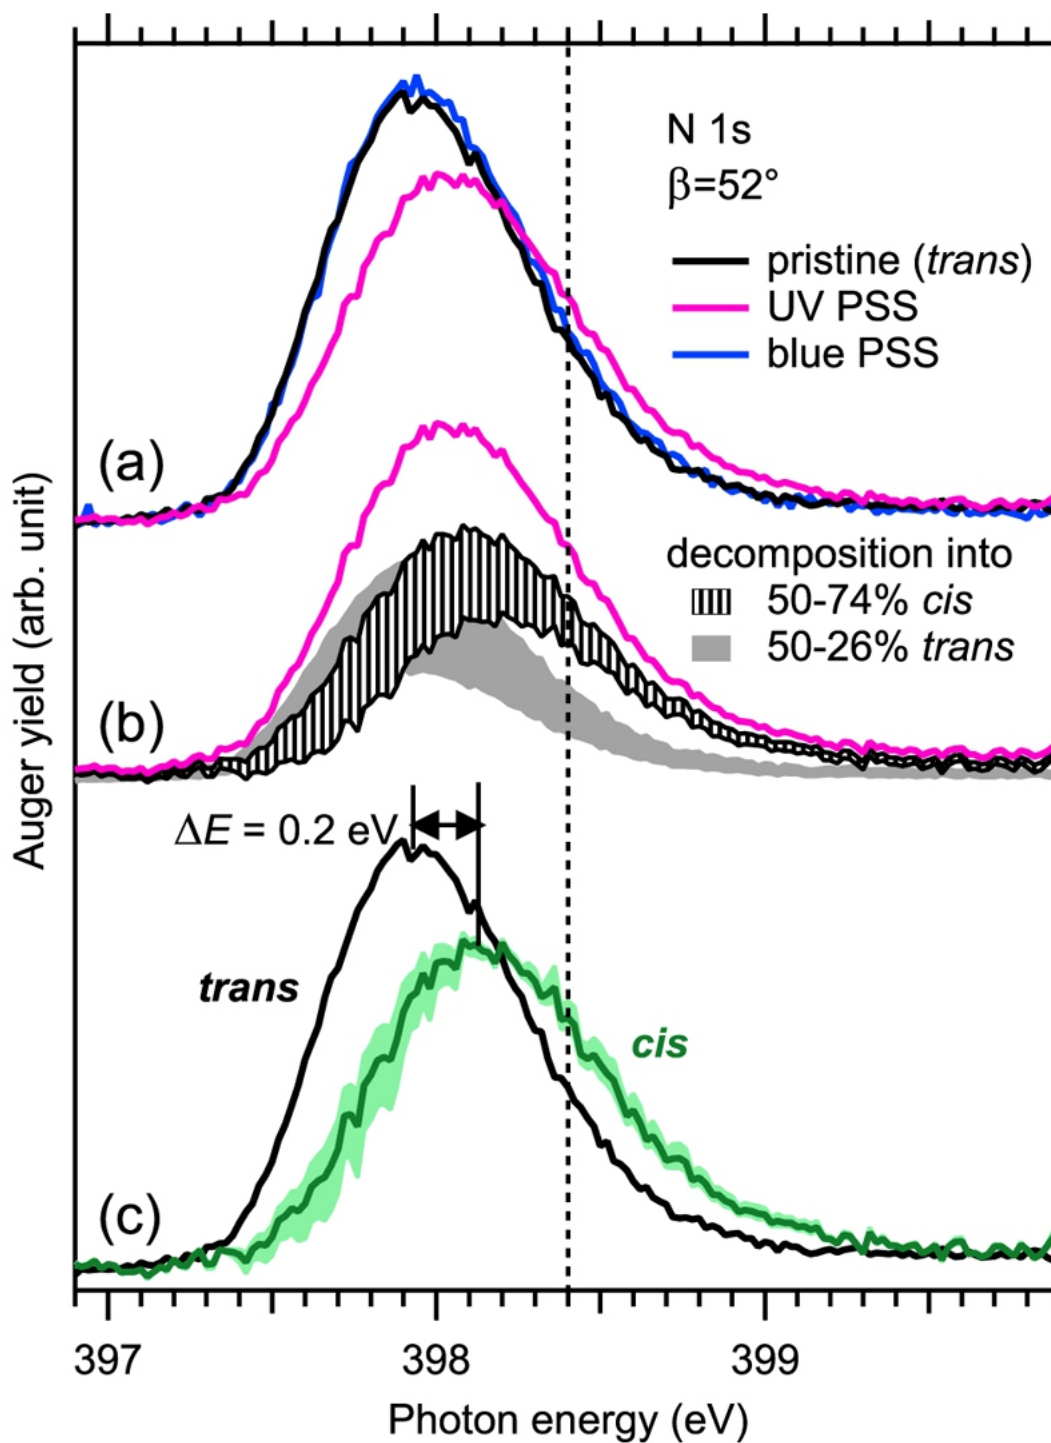 N 1s
β=52°
pristine (trans)
UV PSS
blue PSS
(a)
decomposition into
50-74% cis
50-26% trans
(b)
ΔE = 0.2 eV
trans
cis
(c)
Auger yield (arb. unit)
397 398 399
Photon energy (eV)